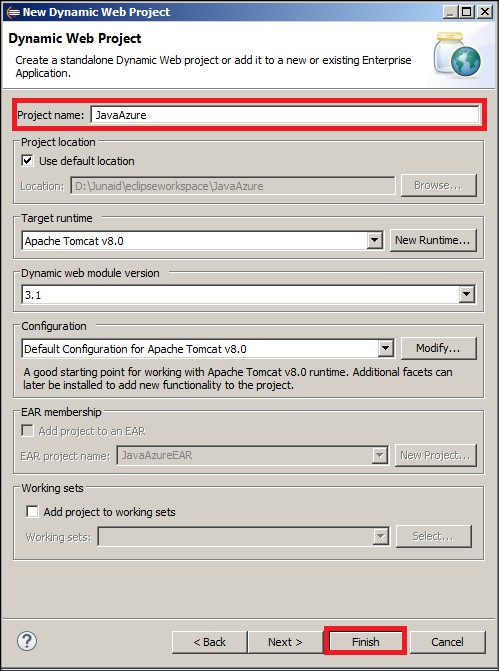 New Dynamic Web Project
Dynamic Web Project
Create a standalone Dynamic Web project or add it to a new or existing Enterprise
Application.
Project name: JavaAzure
Project location
Use default location
Location: D:\Junaid\eclipseworkspace\JavaAzure Browse...
Target runtime
Apache Tomcat v8.0 New Runtime...
Dynamic web module version
3.1
Configuration
Default Configuration for Apache Tomcat v8.0 Modify...
A good starting point for working with Apache Tomcat v8.0 runtime. Additional facets can
later be installed to add new functionality to the project.
EAR membership
Add project to an EAR
EAR project name: JavaAzureEAR New Project...
Working sets
Add project to working sets
Working sets: Select...
? < Back Next > Finish Cancel